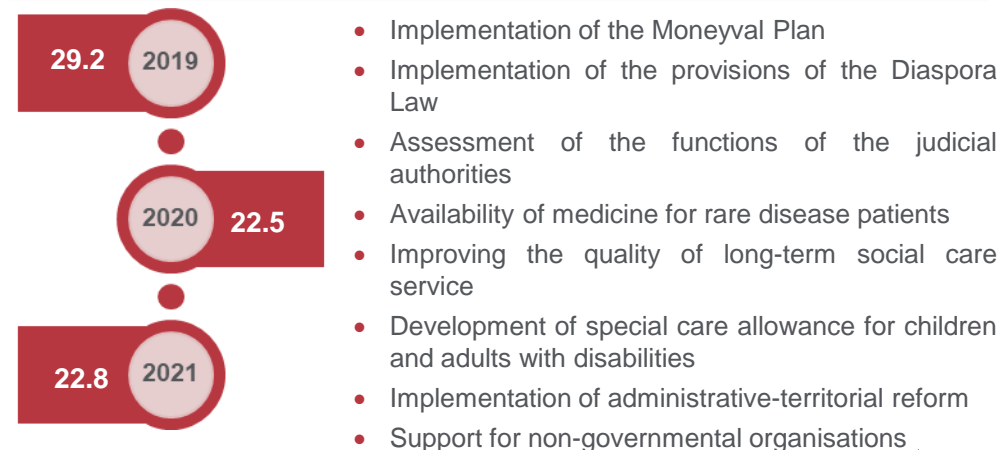 29.2 2019
2020 22.5
22.8 2021
• Implementation of the Moneyval Plan
• Implementation of the provisions of the Diaspora
Law
• Assessment of the functions of the judicial
authorities
• Availability of medicine for rare disease patients
• Improving the quality of long-term social care
service
• Development of special care allowance for children
and adults with disabilities
• Implementation of administrative-territorial reform
• Support for non-governmental organisations